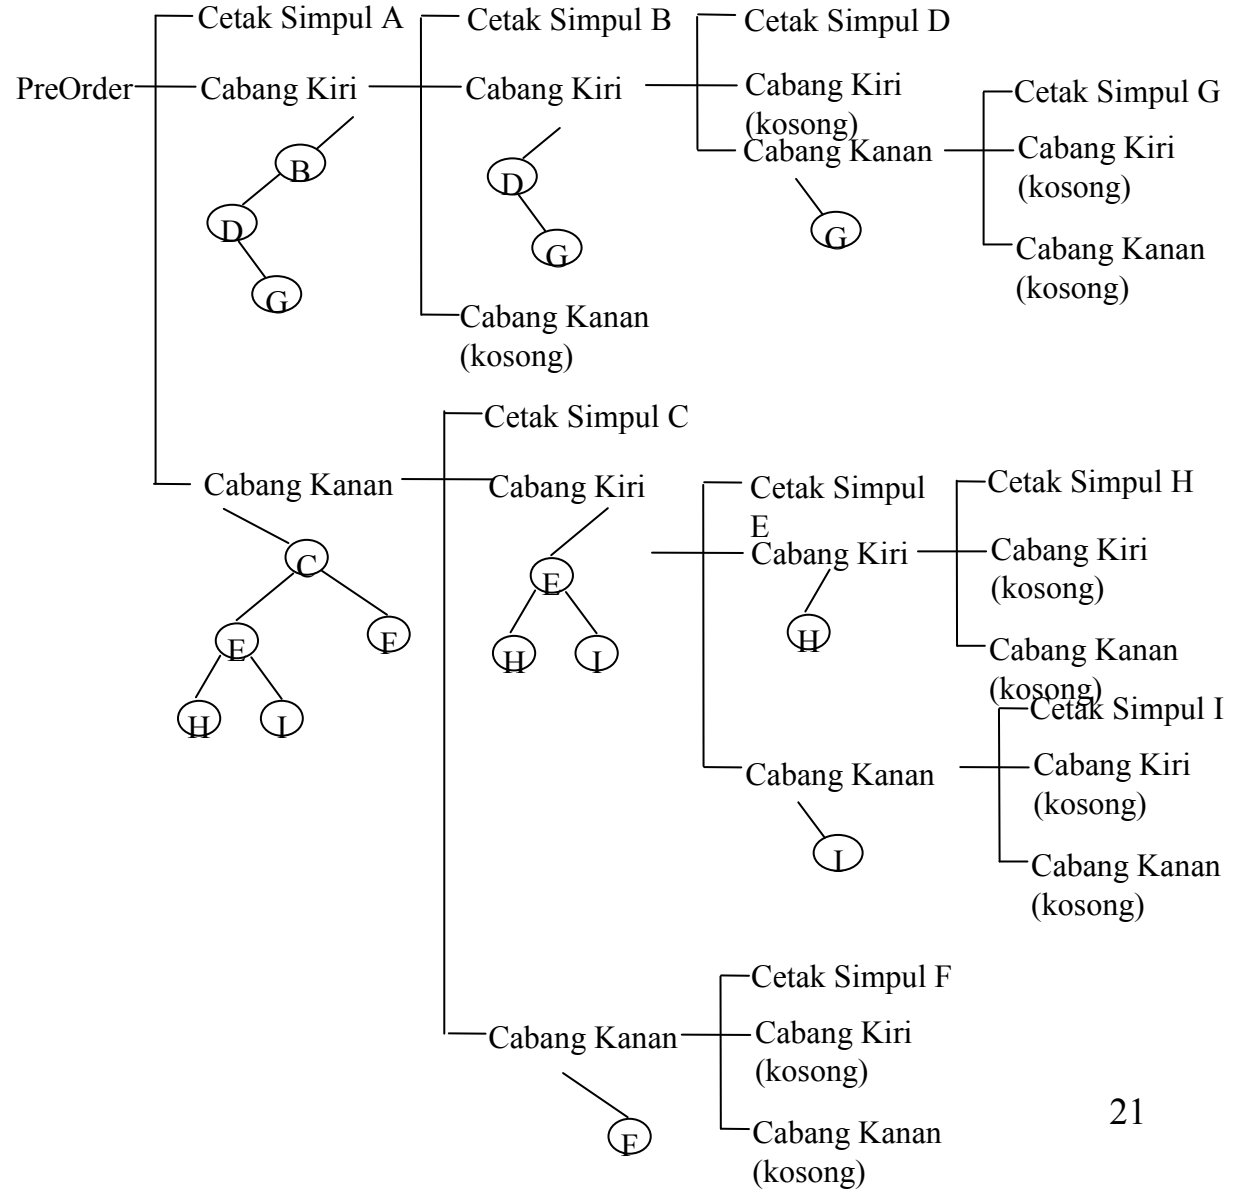 Cetak Simpul A
Cetak Simpul B
Cetak Simpul D
PreOrder
Cabang Kiri
Cabang Kiri
Cabang Kiri
(kosong)
Cetak Simpul G
Cabang Kanan
Cabang Kiri
(kosong)
B
D
G
D
G
G
Cabang Kanan
(kosong)
Cabang Kanan
(kosong)
Cetak Simpul C
Cabang Kanan
Cabang Kiri
Cetak Simpul
E
Cetak Simpul H
Cabang Kiri
Cabang Kiri
(kosong)
C
E
F
H
I
E
H
I
H
Cabang Kanan
(kosong)
Cetak Simpul I
Cabang Kanan
Cabang Kiri
(kosong)
I
Cabang Kanan
(kosong)
Cetak Simpul F
Cabang Kanan
Cabang Kiri
(kosong)
F
Cabang Kanan
(kosong)
21